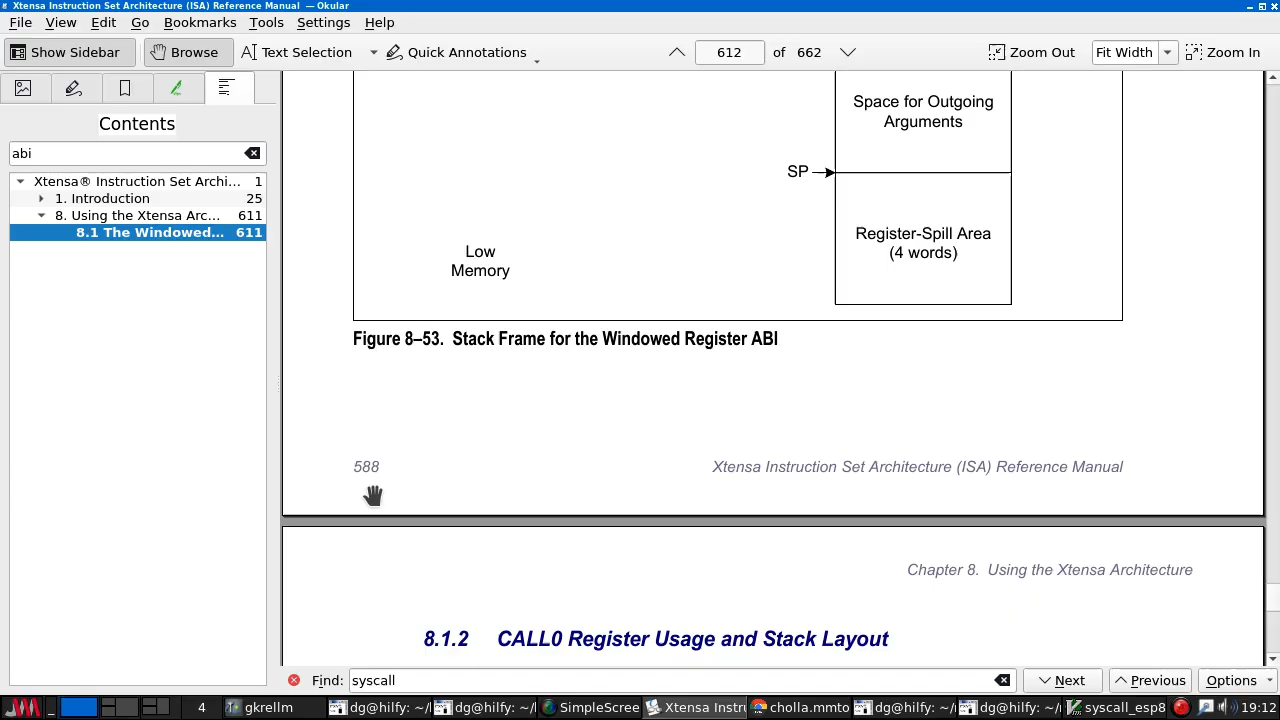 Xtensa Instruction Set Architecture (ISA) Reference Manual — Okular
File View Edit Go Bookmarks Tools Settings Help
Show Sidebar Browse Text Selection Quick Annotations 612 of 662 Zoom Out Fit Width Zoom In
Contents
abi
Xtensa® Instruction Set Archi... 1
1. Introduction 25
8. Using the Xtensa Arc... 611
8.1 The Windowed... 611
Space for Outgoing
Arguments
SP
Register-Spill Area
(4 words)
Low
Memory
Figure 8–53. Stack Frame for the Windowed Register ABI
588 Xtensa Instruction Set Architecture (ISA) Reference Manual
Chapter 8. Using the Xtensa Architecture
8.1.2 CALL0 Register Usage and Stack Layout
Find: syscall Next Previous Options
4 gkrellm dg@hilfy: ~/ dg@hilfy: ~/ SimpleScree Xtensa Instr cholla.mmto dg@hilfy: ~/ dg@hilfy: ~/ syscall_esp8 19:12